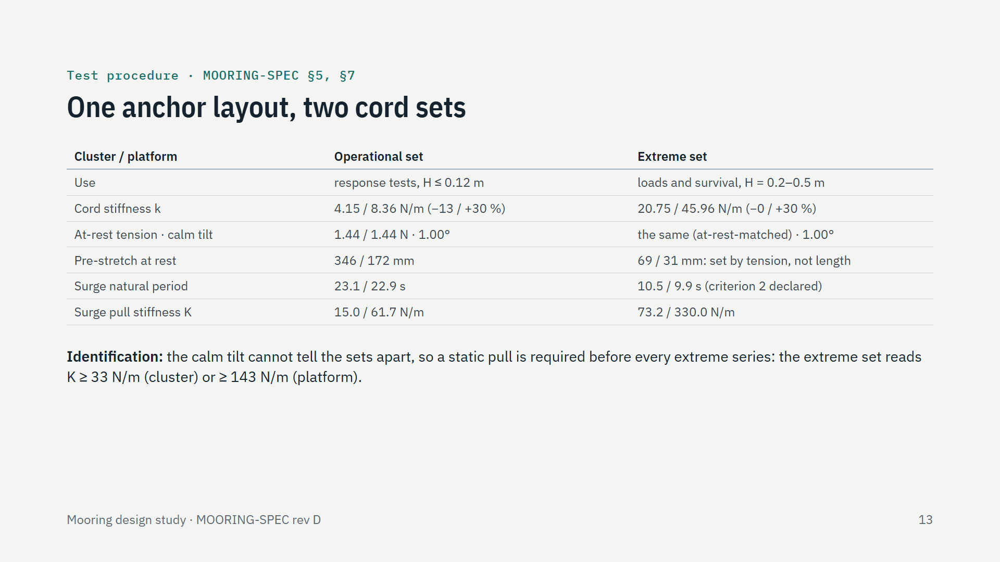 Test procedure · MOORING-SPEC §5, §7
One anchor layout, two cord sets
Cluster / platform Operational set Extreme set
Use response tests, H ≤ 0.12 m loads and survival, H = 0.2–0.5 m
Cord stiffness k 4.15 / 8.36 N/m (−13 / +30 %) 20.75 / 45.96 N/m (−0 / +30 %)
At-rest tension · calm tilt 1.44 / 1.44 N · 1.00° the same (at-rest-matched) · 1.00°
Pre-stretch at rest 346 / 172 mm 69 / 31 mm: set by tension, not length
Surge natural period 23.1 / 22.9 s 10.5 / 9.9 s (criterion 2 declared)
Surge pull stiffness K 15.0 / 61.7 N/m 73.2 / 330.0 N/m
Identification: the calm tilt cannot tell the sets apart, so a static pull is required before every extreme series: the extreme set reads
K ≥ 33 N/m (cluster) or ≥ 143 N/m (platform).
Mooring design study · MOORING-SPEC rev D 13